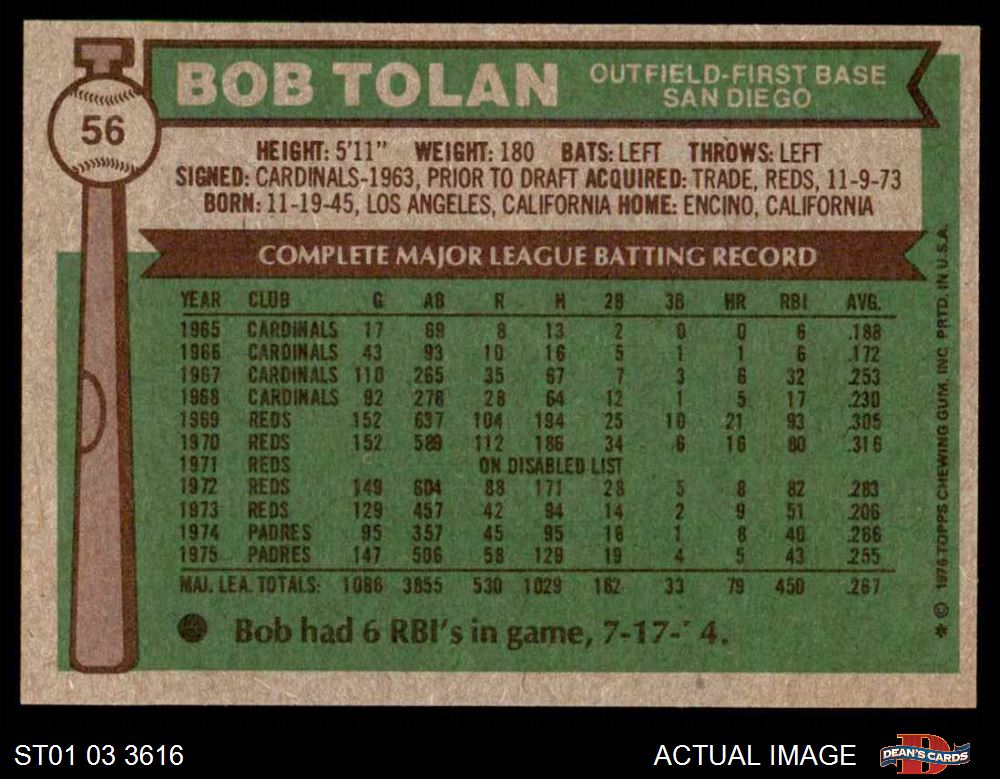 56
BOB TOLAN
OUTFIELD-FIRST BASE
SAN DIEGO
HEIGHT: 5'11" WEIGHT: 180 BATS: LEFT THROWS: LEFT
SIGNED: CARDINALS-1963, PRIOR TO DRAFT ACQUIRED: TRADE, REDS, 11-9-73
BORN: 11-19-45, LOS ANGELES, CALIFORNIA HOME: ENCINO, CALIFORNIA
COMPLETE MAJOR LEAGUE BATTING RECORD
YEAR CLUB G AB R H 2B 3B HR RBI AVG.
1965 CARDINALS 17 69 8 13 2 0 0 6 .188
1966 CARDINALS 43 93 10 16 5 1 1 6 .172
1967 CARDINALS 110 265 35 67 7 3 6 32 .253
1968 CARDINALS 92 278 28 64 12 1 5 17 .230
1969 REDS 152 637 104 194 25 10 21 93 .305
1970 REDS 152 589 112 186 34 6 16 80 .316
1971 REDS ON DISABLED LIST
1972 REDS 149 604 88 171 28 5 8 82 .283
1973 REDS 129 457 42 94 14 2 9 51 .206
1974 PADRES 95 357 45 95 16 1 8 40 .266
1975 PADRES 147 506 58 129 19 4 5 43 .255
MAJ. LEA. TOTALS: 1086 3855 530 1029 162 33 79 450 .267
Bob had 6 RBI's in game, 7-17- 4.
* © 1976 TOPPS CHEWING GUM, INC. PRTD. IN U.S.A.
ST01 03 3616
ACTUAL IMAGE
DEAN'S CARDS